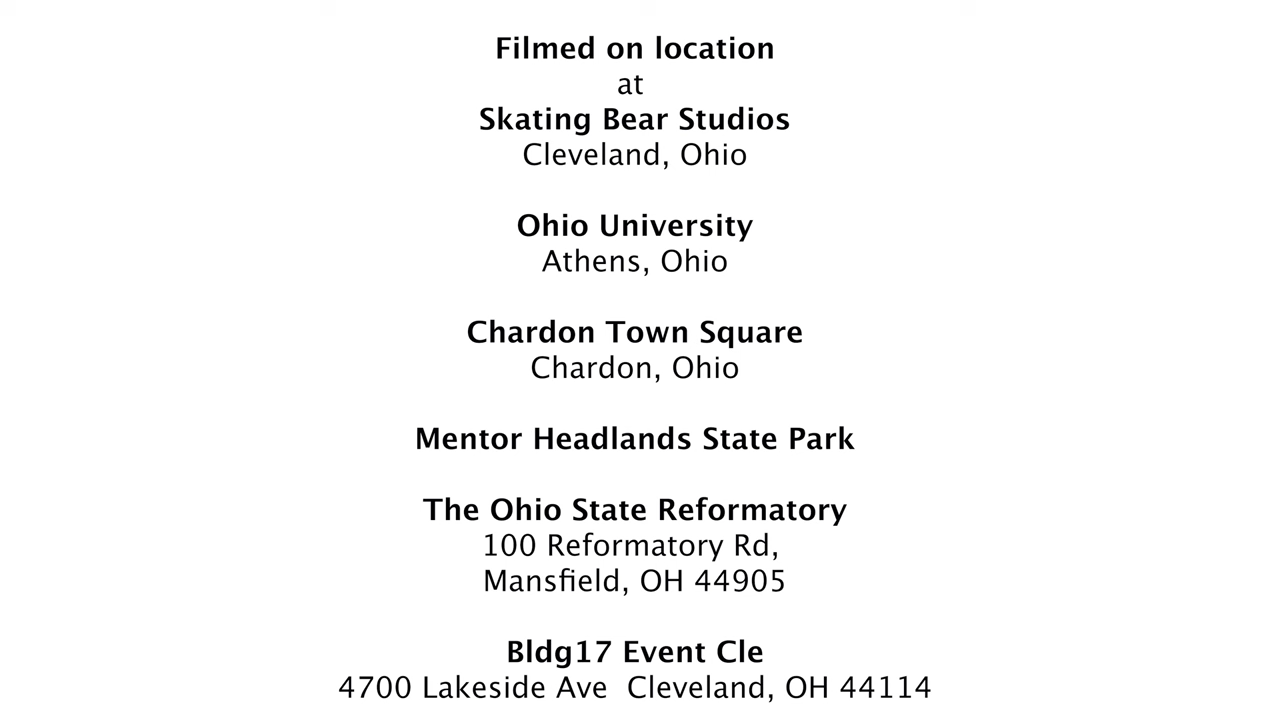 Filmed on location
at
Skating Bear Studios
Cleveland, Ohio
Ohio University
Athens, Ohio
Chardon Town Square
Chardon, Ohio
Mentor Headlands State Park
The Ohio State Reformatory
100 Reformatory Rd,
Mansfield, OH 44905
Bldg17 Event Cle
4700 Lakeside Ave  Cleveland, OH 44114